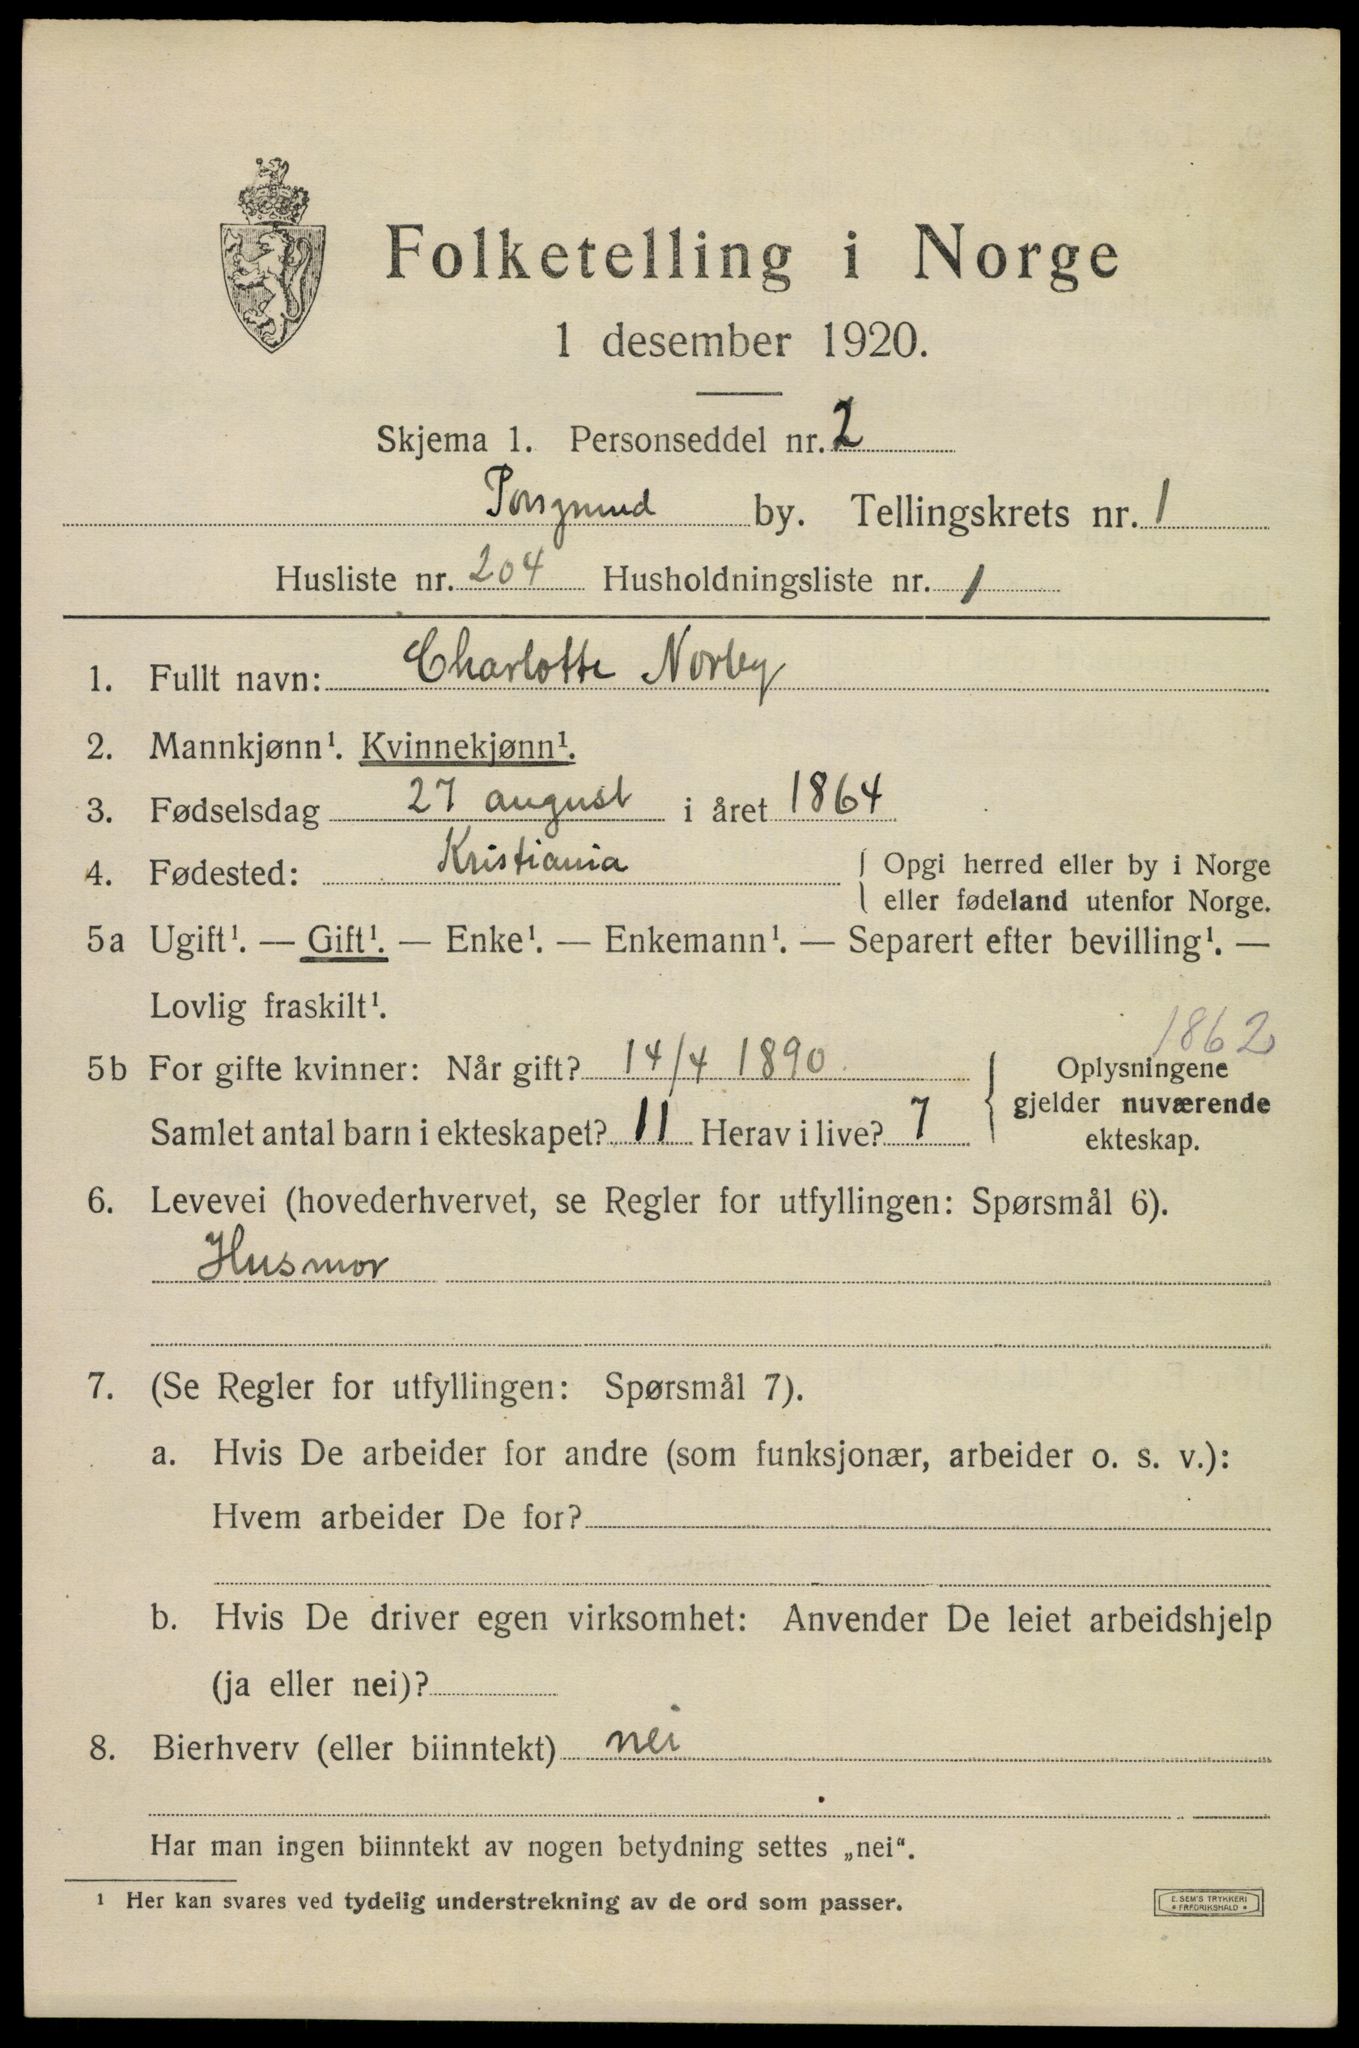 Folketelling i Norge
1 desember 1920.
Skjema 1. Personseddel nr. 2
Porsgrund by. Tellingskrets nr. 1
Husliste nr. 204 Husholdningsliste nr. 1
1. Fullt navn: Charlotte Norby
2. Mannkjønn¹. Kvinnekjønn¹.
3. Fødselsdag 27 august i året 1864
4. Fødested: Kristiania { Opgi herred eller by i Norge
eller fødeland utenfor Norge.
5a Ugift¹. — Gift¹. — Enke¹. — Enkemann¹. — Separert efter bevilling¹. —
Lovlig fraskilt¹.
1862
5b For gifte kvinner: Når gift? 14/4 1890 { Oplysningene
gjelder nuværende
Samlet antal barn i ekteskapet? 11 Herav i live? 7
ekteskap.
6. Levevei (hovederhvervet, se Regler for utfyllingen: Spørsmål 6).
Husmor
7. (Se Regler for utfyllingen: Spørsmål 7).
a. Hvis De arbeider for andre (som funksjonær, arbeider o. s. v.):
Hvem arbeider De for?
b. Hvis De driver egen virksomhet: Anvender De leiet arbeidshjelp
(ja eller nei)?
8. Bierhverv (eller biinntekt) nei
Har man ingen biinntekt av nogen betydning settes „nei“.
¹ Her kan svares ved tydelig understrekning av de ord som passer.
E. SEM'S TRYKKERI
* FREDRIKSHALD *